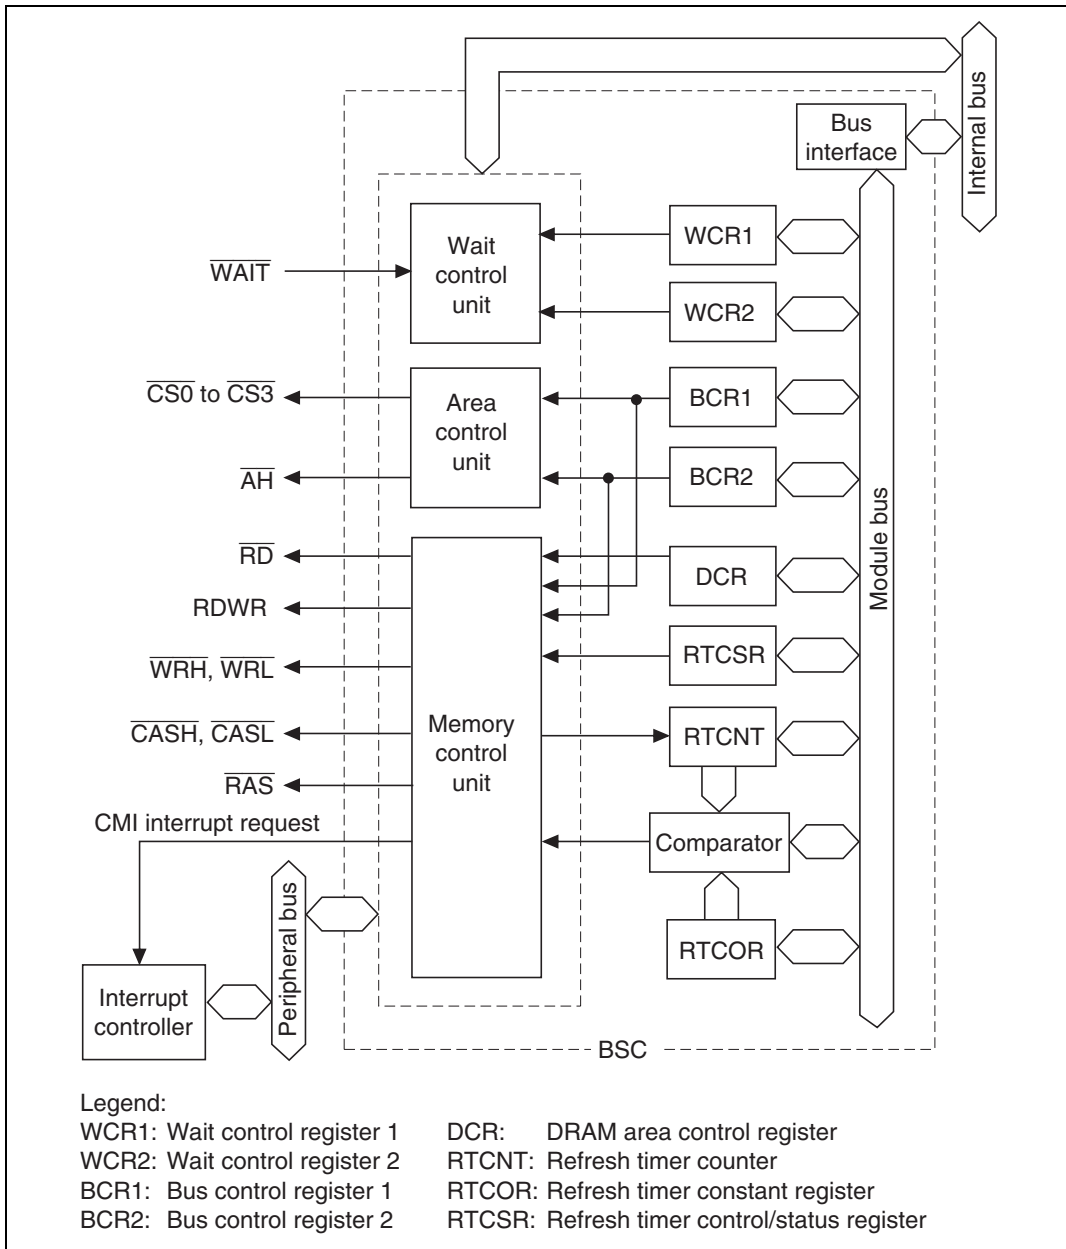 Bus
interface
Internal bus
Wait
control
unit
WCR1
WAIT
WCR2
CS0 to CS3
Area
control
unit
BCR1
AH
BCR2
Module bus
RD
DCR
RDWR
WRH, WRL
RTCSR
CASH, CASL
Memory
control
unit
RTCNT
RAS
CMI interrupt request
Comparator
Peripheral bus
RTCOR
Interrupt
controller
BSC
Legend:
WCR1: Wait control register 1
WCR2: Wait control register 2
BCR1: Bus control register 1
BCR2: Bus control register 2
DCR: DRAM area control register
RTCNT: Refresh timer counter
RTCOR: Refresh timer constant register
RTCSR: Refresh timer control/status register